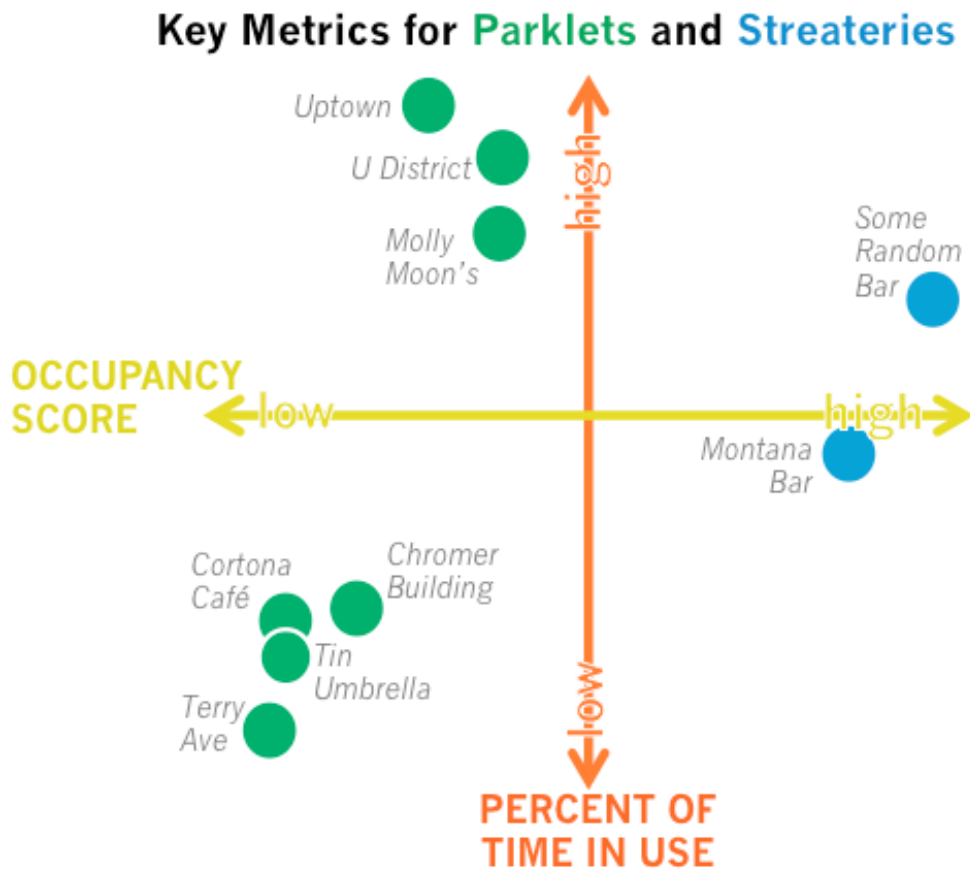 Key Metrics for Parklets and Streateries
Uptown
U District
Molly
Moon's
high
Some
Random
Bar
OCCUPANCY
SCORE
low
high
Montana
Bar
Cortona
Café
Chromer
Building
Tin
Umbrella
Terry
Ave
low
PERCENT OF
TIME IN USE